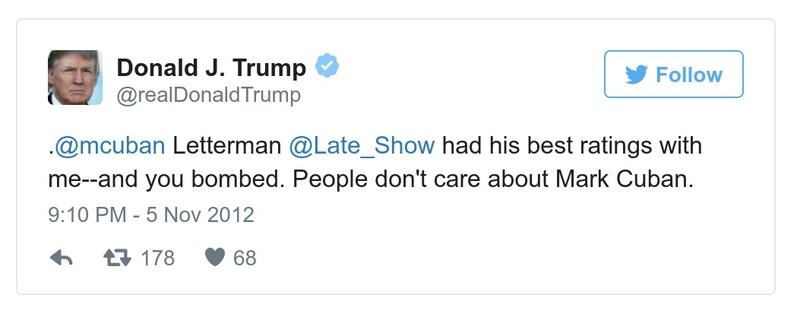 Donald J. Trump
@realDonaldTrump
Follow
.@mcuban Letterman @Late_Show had his best ratings with
me--and you bombed. People don't care about Mark Cuban.
9:10 PM - 5 Nov 2012
178 68